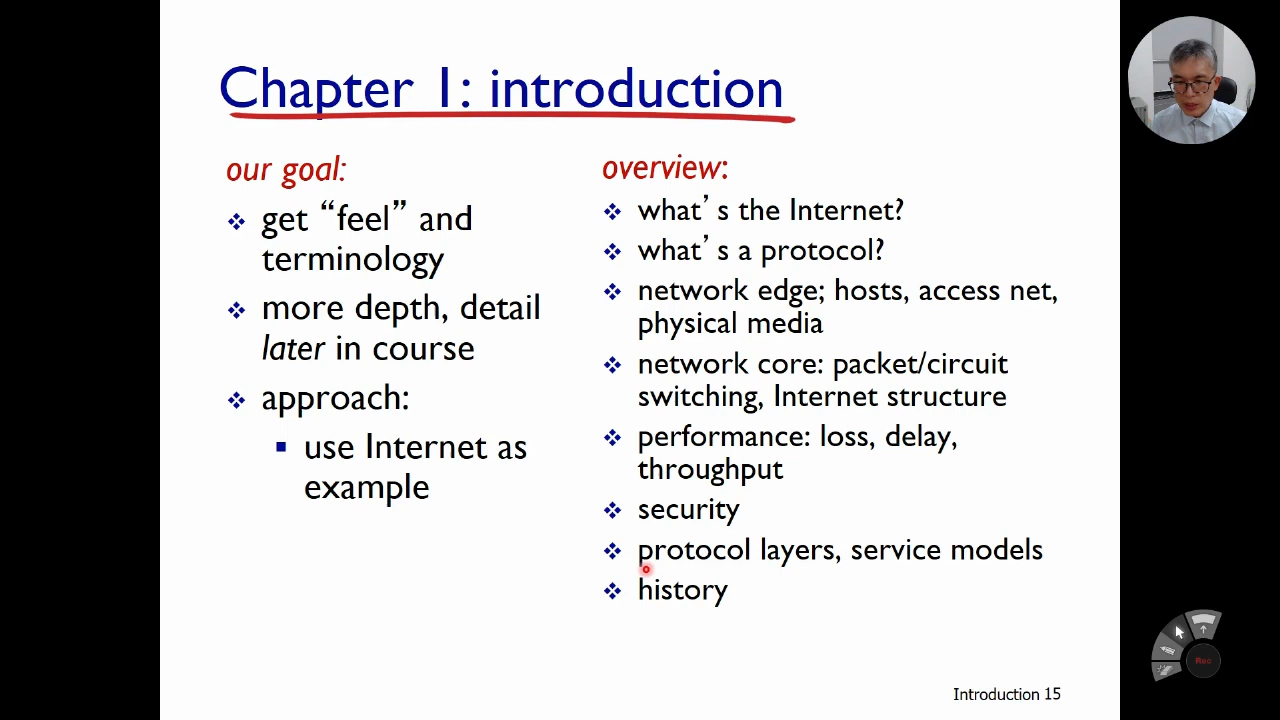 Chapter 1: introduction
our goal:
get “feel” and
terminology
more depth, detail
later in course
approach:
use Internet as
example
overview:
what’s the Internet?
what’s a protocol?
network edge; hosts, access net,
physical media
network core: packet/circuit
switching, Internet structure
performance: loss, delay,
throughput
security
protocol layers, service models
history
Rec
Introduction 15